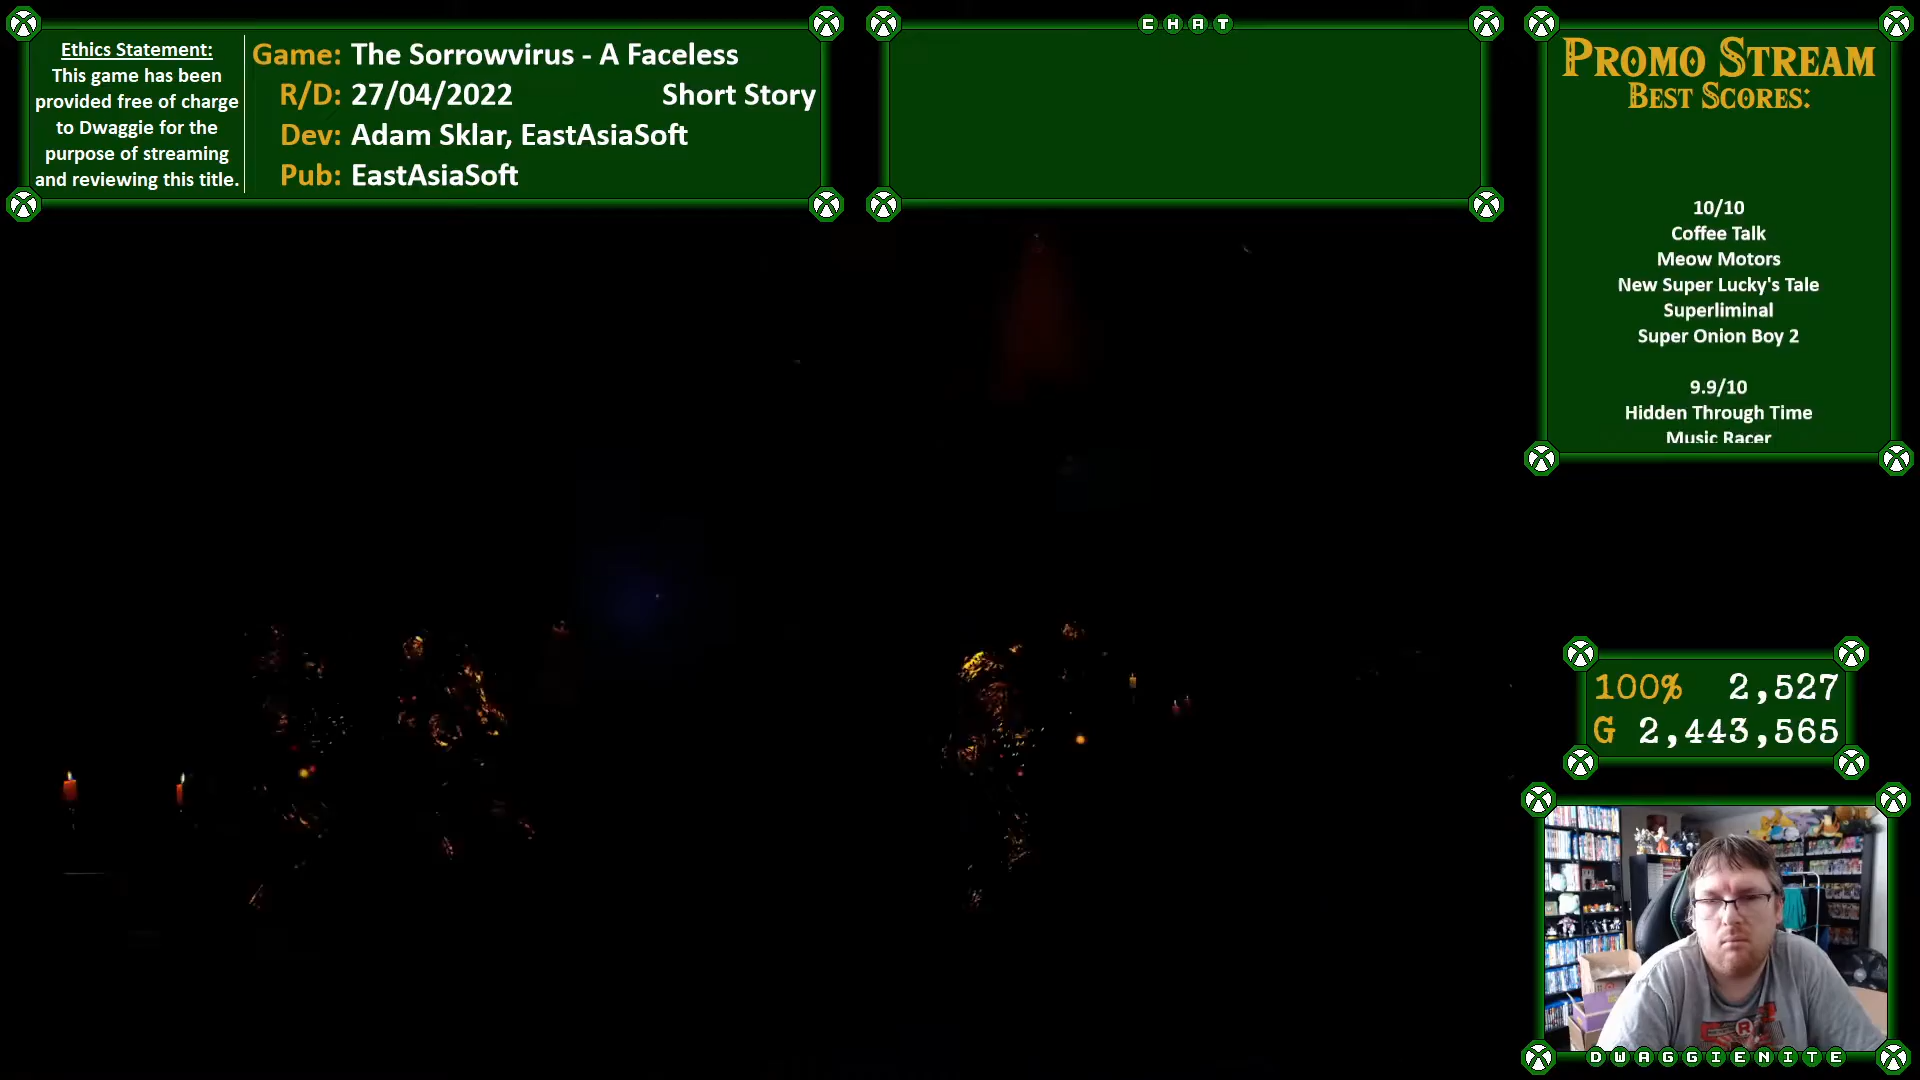 Ethics Statement:
This game has been
provided free of charge
to Dwaggie for the
purpose of streaming
and reviewing this title.
Game: The Sorrowvirus - A Faceless
R/D: 27/04/2022 Short Story
Dev: Adam Sklar, EastAsiaSoft
Pub: EastAsiaSoft
CHAT
PROMO STREAM
BEST SCORES:
10/10
Coffee Talk
Meow Motors
New Super Lucky's Tale
Superliminal
Super Onion Boy 2
9.9/10
Hidden Through Time
Music Racer
100% 2,527
G 2,443,565
DWAGGIENITE